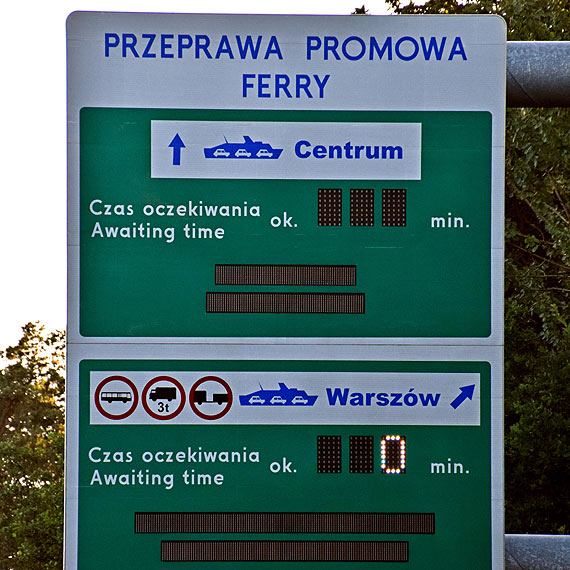 PRZEPRAWA PROMOWA
FERRY
Centrum
Czas oczekiwania ok. min.
Awaiting time
3t Warszów
Czas oczekiwania ok. 0 min.
Awaiting time